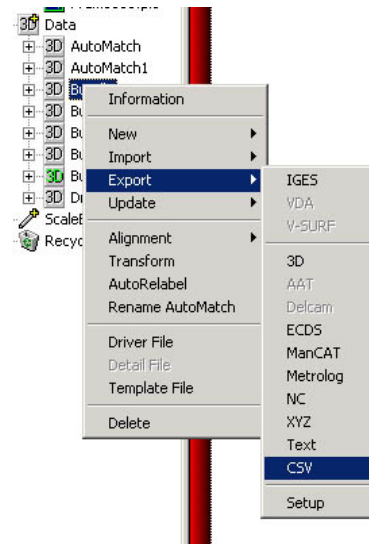 3D Data
3D AutoMatch
3D AutoMatch1
3D
3D
3D
3D
3D
3D
Information
New
Import
Export
Update
Alignment
Transform
AutoRelabel
Rename AutoMatch
Driver File
Detail File
Template File
Delete
IGES
VDA
V-SURF
3D
AAT
Delcam
ECDS
ManCAT
Metrolog
NC
XYZ
Text
CSV
Setup